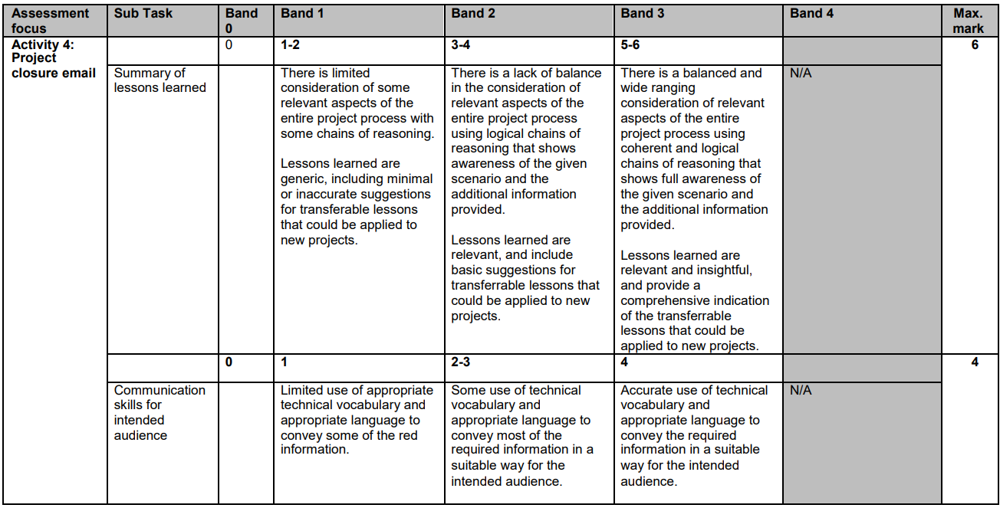 Assessment focus
Sub Task
Band 0
Band 1
Band 2
Band 3
Band 4
Max. mark
Activity 4:
Project
closure email
0
1-2
3-4
5-6
6
Summary of
lessons learned
There is limited
consideration of some
relevant aspects of the
entire project process with
some chains of reasoning.
Lessons learned are
generic, including minimal
or inaccurate suggestions
for transferable lessons
that could be applied to
new projects.
There is a lack of balance
in the consideration of
relevant aspects of the
entire project process
using logical chains of
reasoning that shows
awareness of the given
scenario and the
additional information
provided.
Lessons learned are
relevant, and include
basic suggestions for
transferrable lessons that
could be applied to new
projects.
There is a balanced and
wide ranging
consideration of relevant
aspects of the entire
project process using
coherent and logical
chains of reasoning that
shows full awareness of
the given scenario and
the additional information
provided.
Lessons learned are
relevant and insightful,
and provide a
comprehensive indication
of the transferrable
lessons that could be
applied to new projects.
N/A
0
1
2-3
4
4
Communication
skills for
intended
audience
Limited use of appropriate
technical vocabulary and
appropriate language to
convey some of the red
information.
Some use of technical
vocabulary and
appropriate language to
convey most of the
required information in a
suitable way for the
intended audience.
Accurate use of technical
vocabulary and
appropriate language to
convey the required
information in a suitable
way for the intended
audience.
N/A